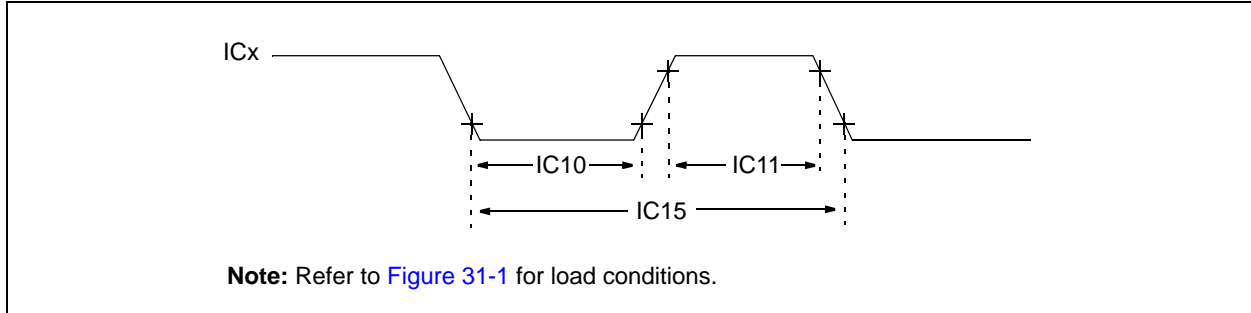 ICx
IC10
IC11
IC15
Note: Refer to Figure 31-1 for load conditions.